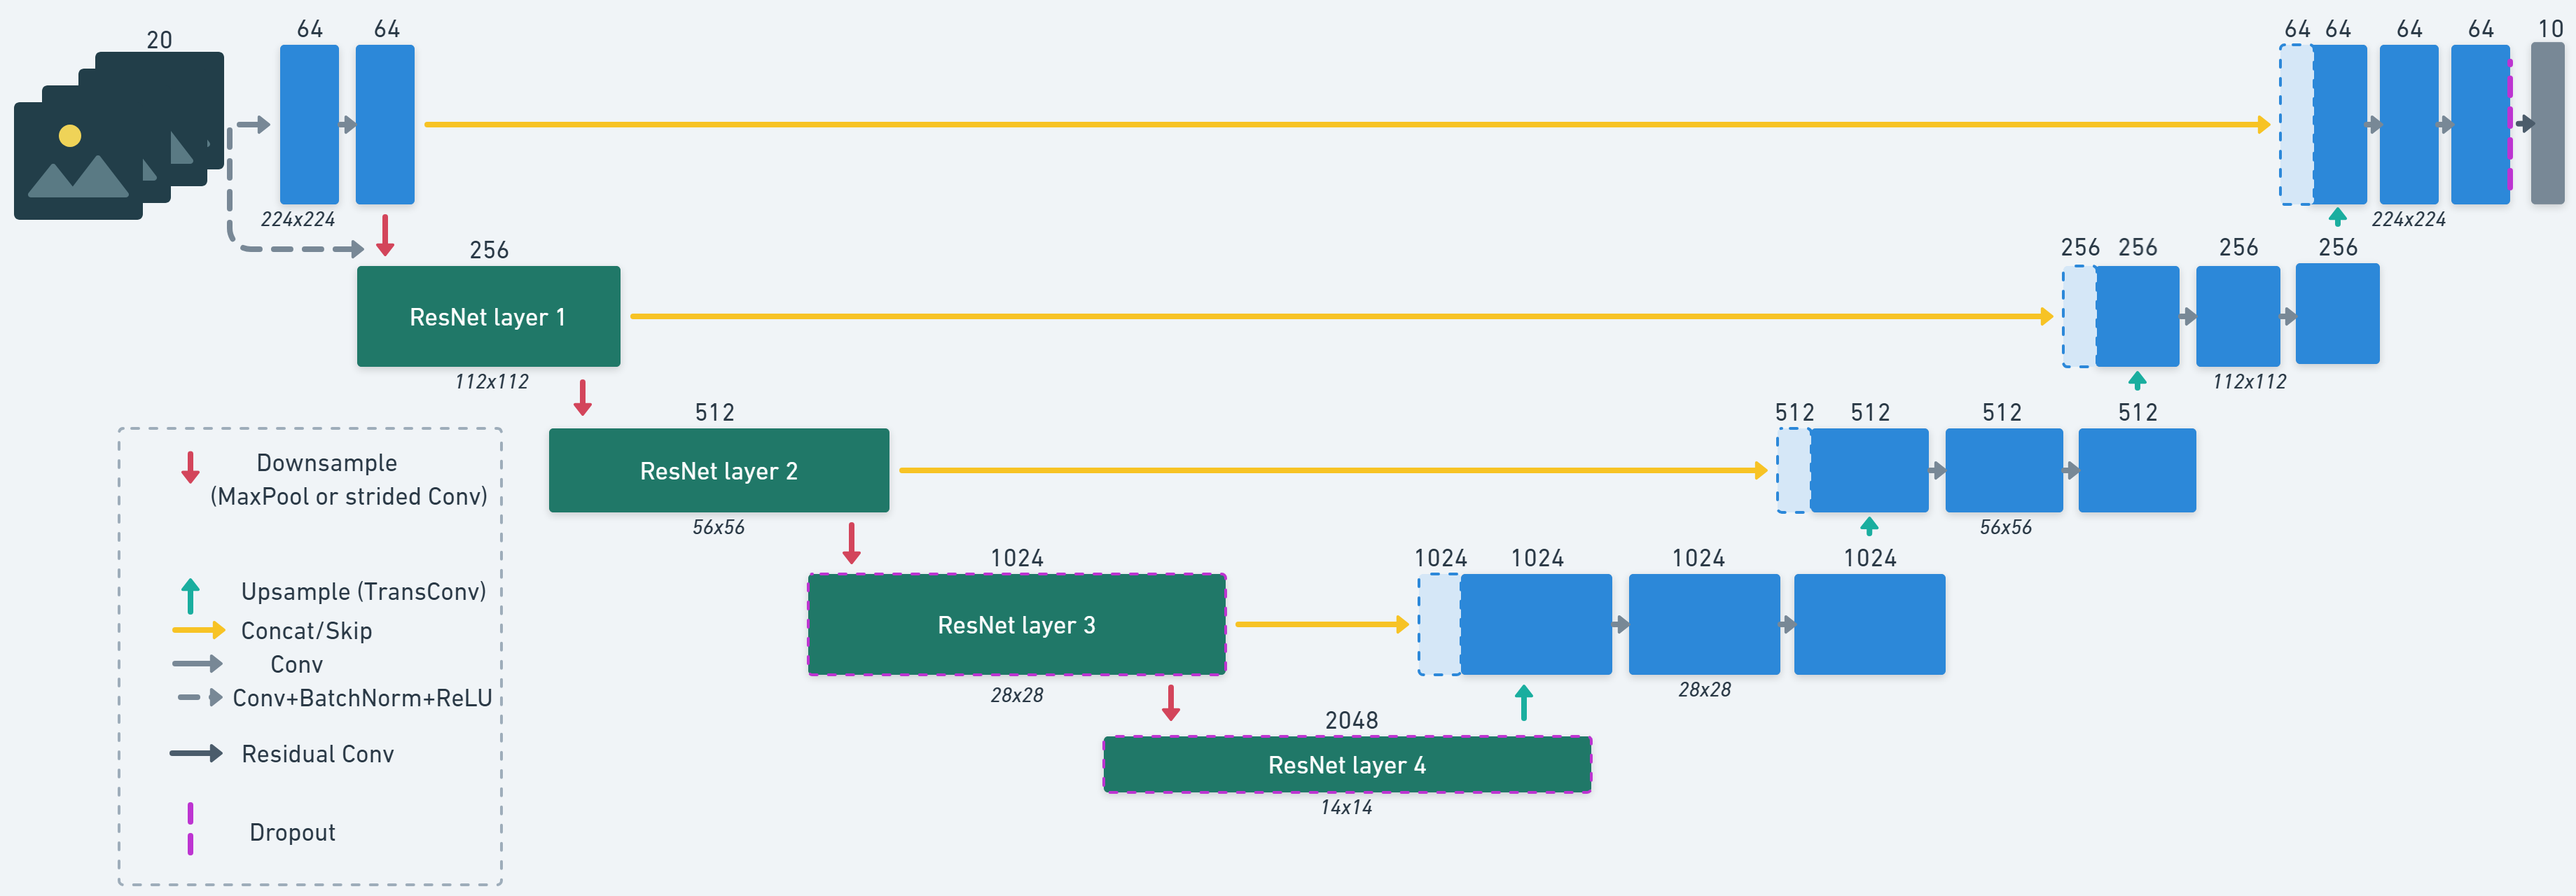 20
64
64
64
64
64
64
10
224x224
224x224
256
256
256
256
256
ResNet layer 1
112x112
112x112
512
512
512
512
512
ResNet layer 2
56x56
56x56
1024
1024
1024
1024
1024
ResNet layer 3
28x28
28x28
2048
ResNet layer 4
14x14
Downsample
(MaxPool or strided Conv)
Upsample (TransConv)
Concat/Skip
Conv
Conv+BatchNorm+ReLU
Residual Conv
Dropout